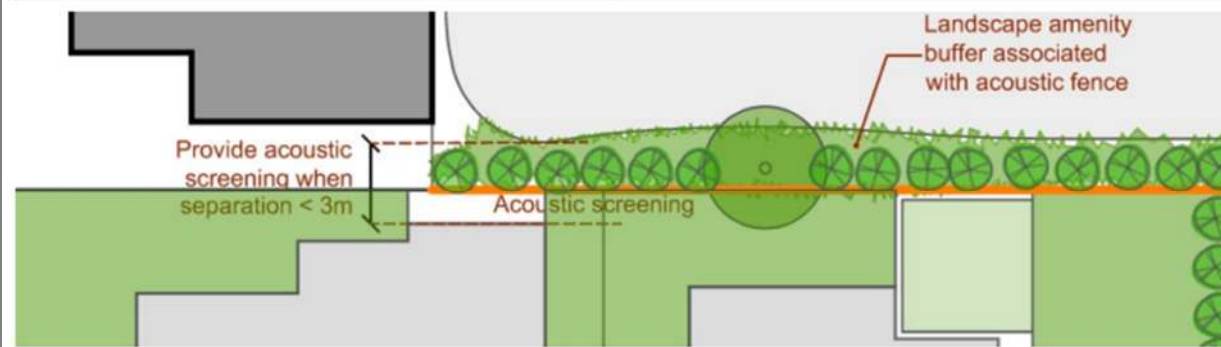 Landscape amenity
buffer associated
with acoustic fence
Provide acoustic
screening when
separation < 3m
Acoustic screening